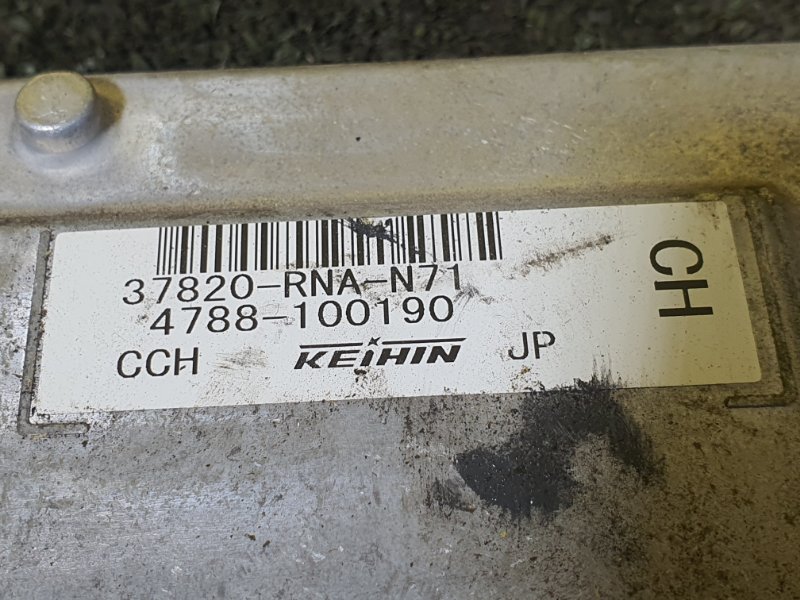 37820-RNA-N71
4788-100190
CCH KEIHIN JP
CH